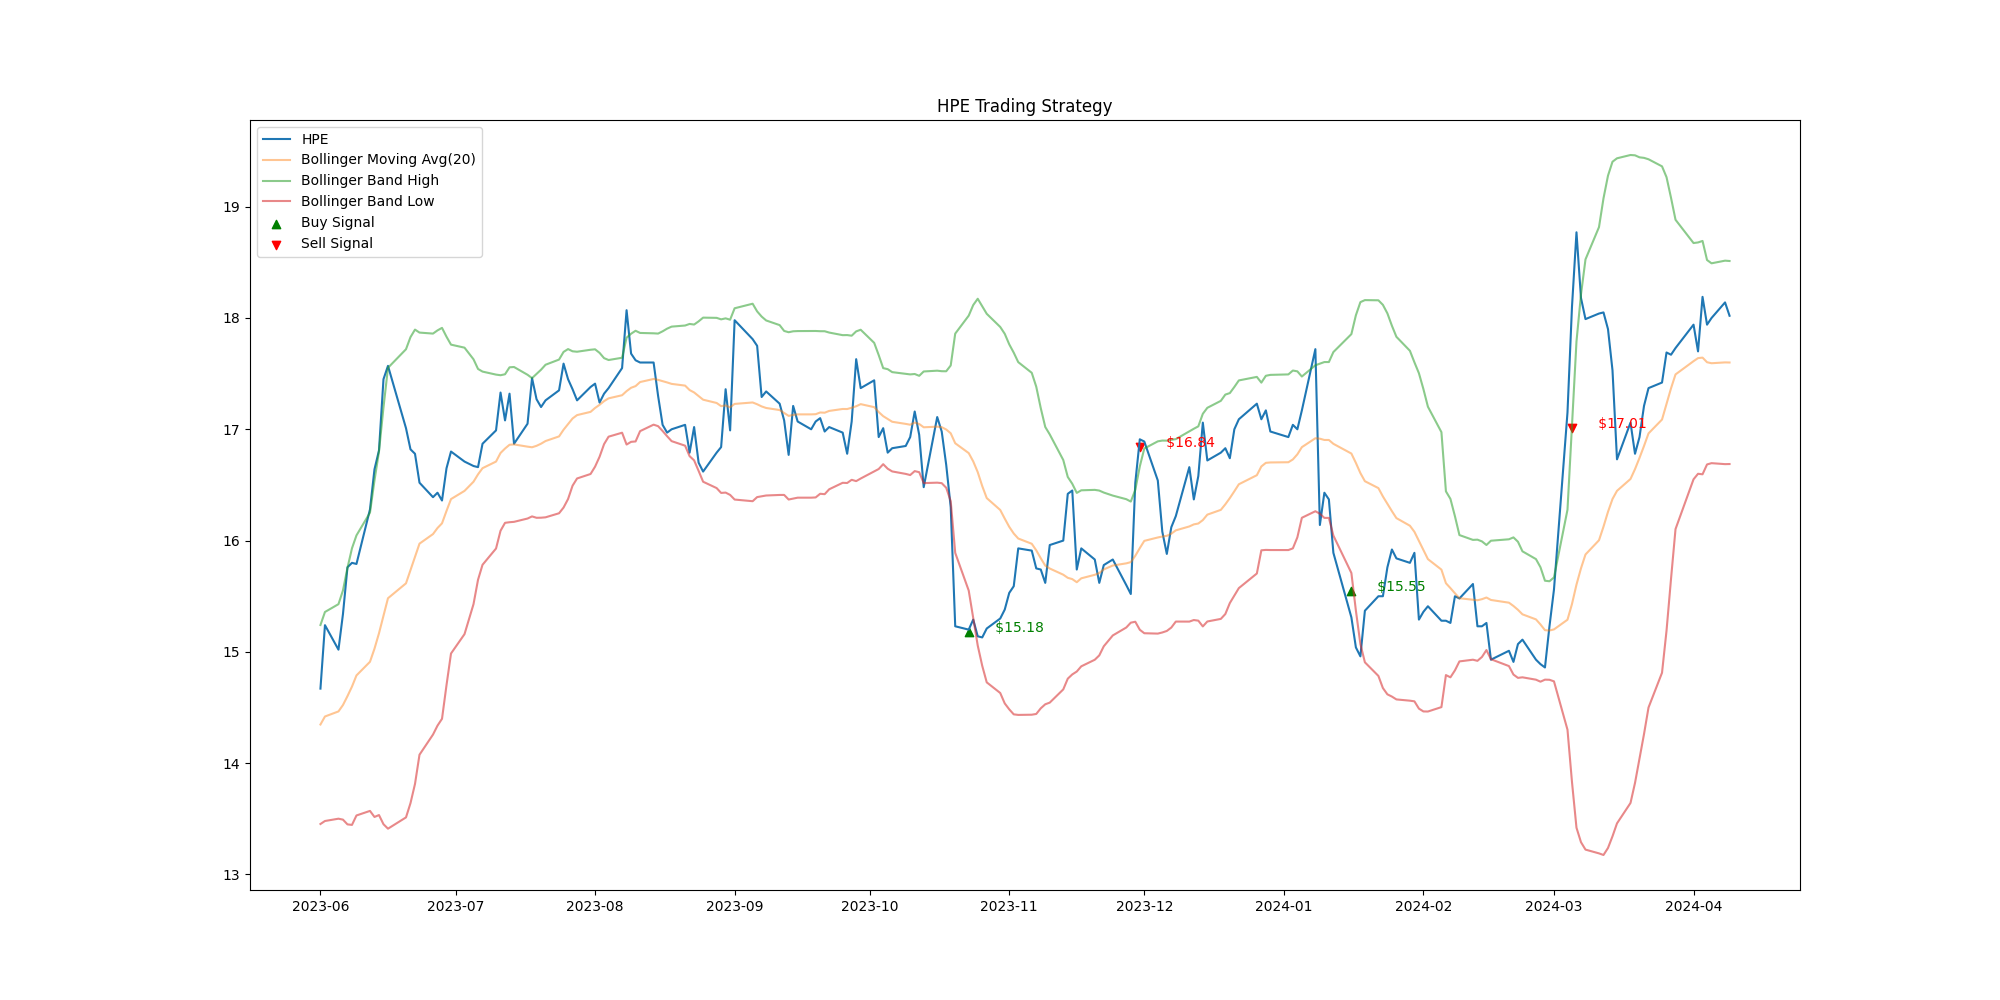 HPE Trading Strategy
HPE
Bollinger Moving Avg(20)
Bollinger Band High
Bollinger Band Low
Buy Signal
Sell Signal
19
18
17
16
15
14
13
$15.18
$16.84
$15.55
$17.01
2023-06 2023-07 2023-08 2023-09 2023-10 2023-11 2023-12 2024-01 2024-02 2024-03 2024-04